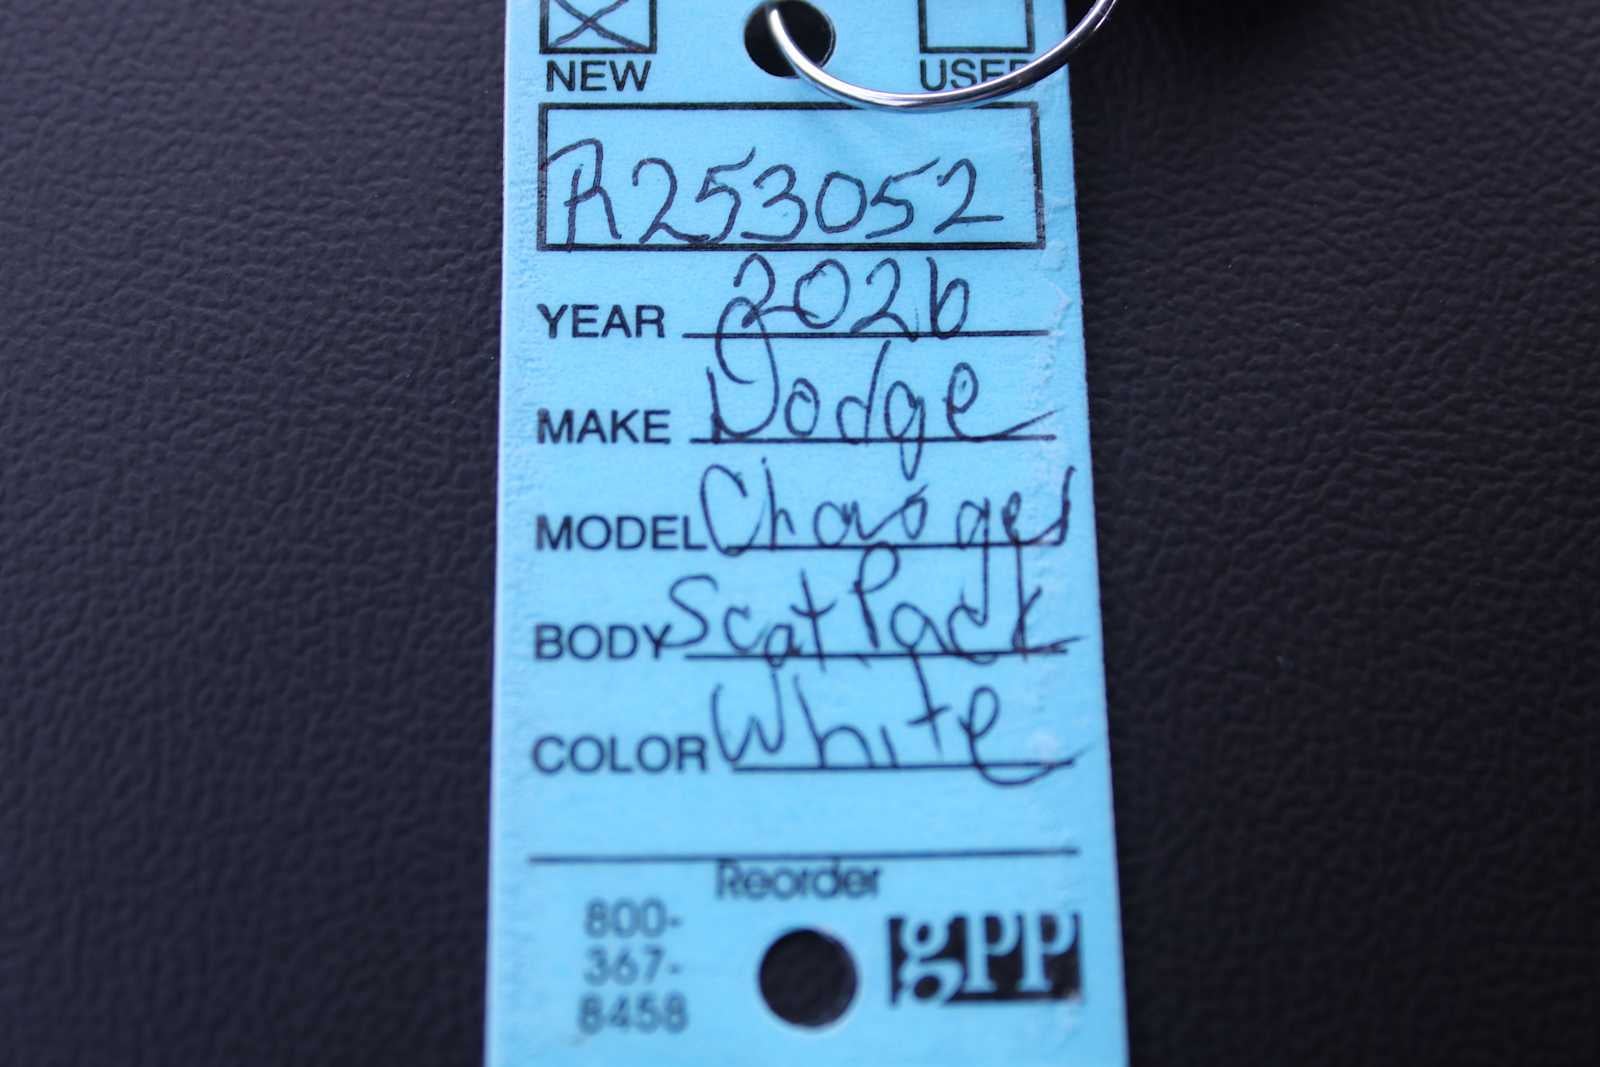 NEW USED
R253052
YEAR 2026
MAKE Dodge
MODEL Charger
BODY Scat Pack
COLOR White
Reorder
800-
367-
8458
gpp